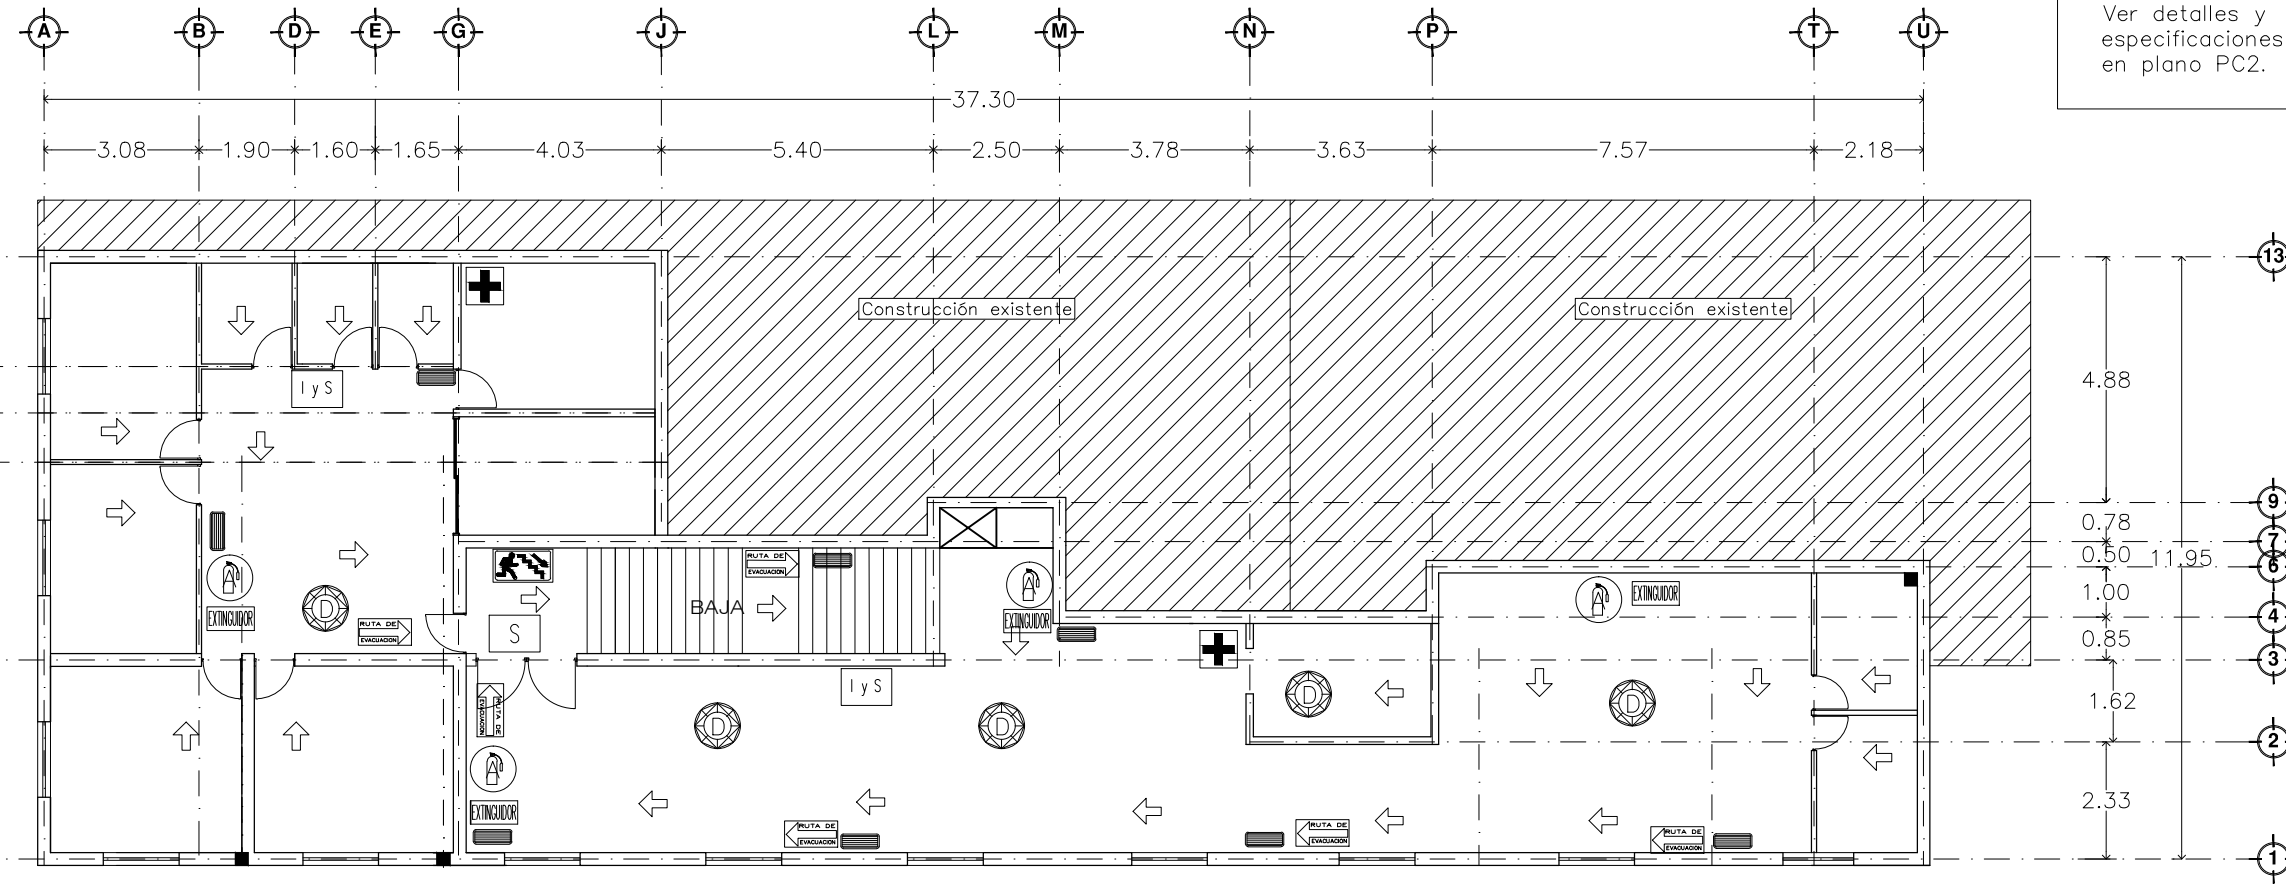 A B D E G J L M N P T U
Ver detalles y
especificaciones
en plano PC2.
37.30
3.08 1.90 1.60 1.65 4.03 5.40 2.50 3.78 3.63 7.57 2.18
13
Construcción existente
Construcción existente
4.88
I y S
9
0.78
7
0.50
11.95
6
RUTA DE
EVACUACION
A
A
A
1.00
D
BAJA
EXTINGUIDOR
EXTINGUIDOR
EXTINGUIDOR
4
RUTA DE
EVACUACION
S
0.85
3
I y S
D
D
1.62
RUTA DE
EVACUACION
D
D
2
A
2.33
EXTINGUIDOR
RUTA DE
EVACUACION
RUTA DE
EVACUACION
RUTA DE
EVACUACION
1